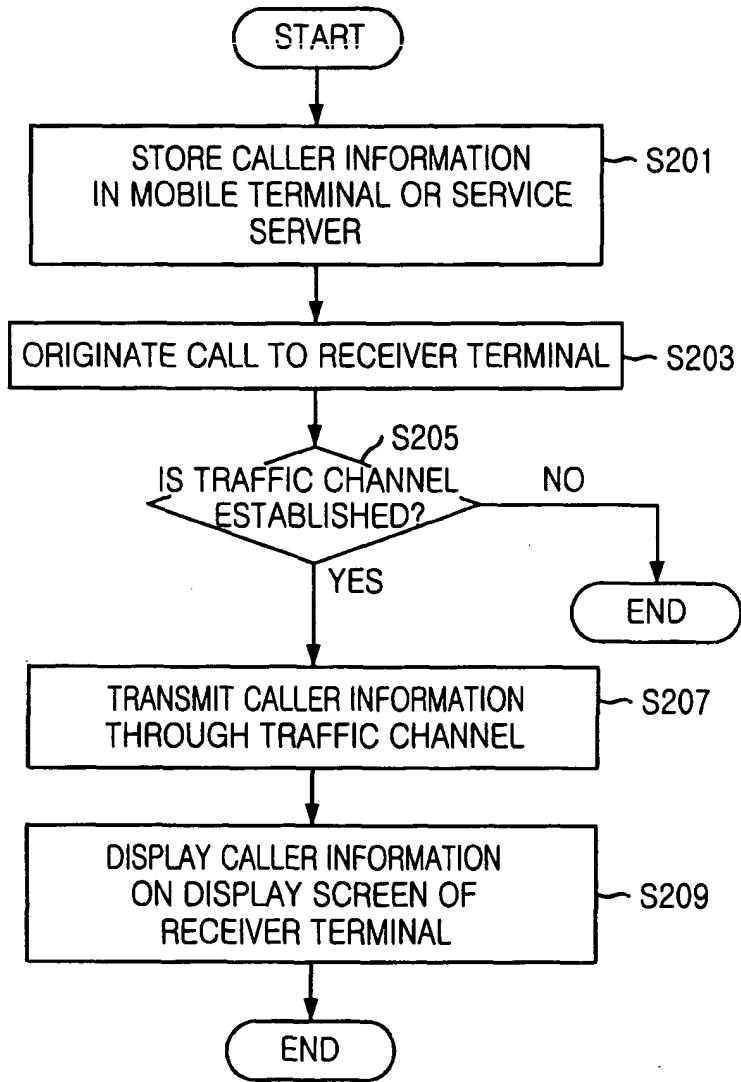 START
STORE CALLER INFORMATION
IN MOBILE TERMINAL OR SERVICE
SERVER
S201
ORIGINATE CALL TO RECEIVER TERMINAL
S203
S205
IS TRAFFIC CHANNEL
ESTABLISHED?
NO
YES
END
TRANSMIT CALLER INFORMATION
THROUGH TRAFFIC CHANNEL
S207
DISPLAY CALLER INFORMATION
ON DISPLAY SCREEN OF
RECEIVER TERMINAL
S209
END